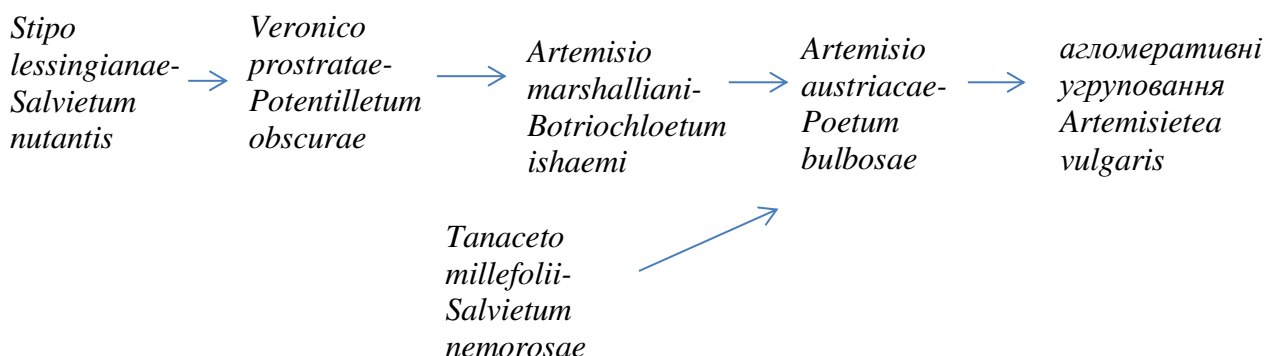 Stipo
lessingianae-
Salvietum
nutantis
Veronico
prostratae-
Potentilletum
obscurae
Artemisio
marshalliani-
Botriochloetum
ishaemi
Artemisio
austriacae-
Poetum
bulbosae
агломеративні
угруповання
Artemisietea
vulgaris
Tanaceto
millefolii-
Salvietum
nemorosae